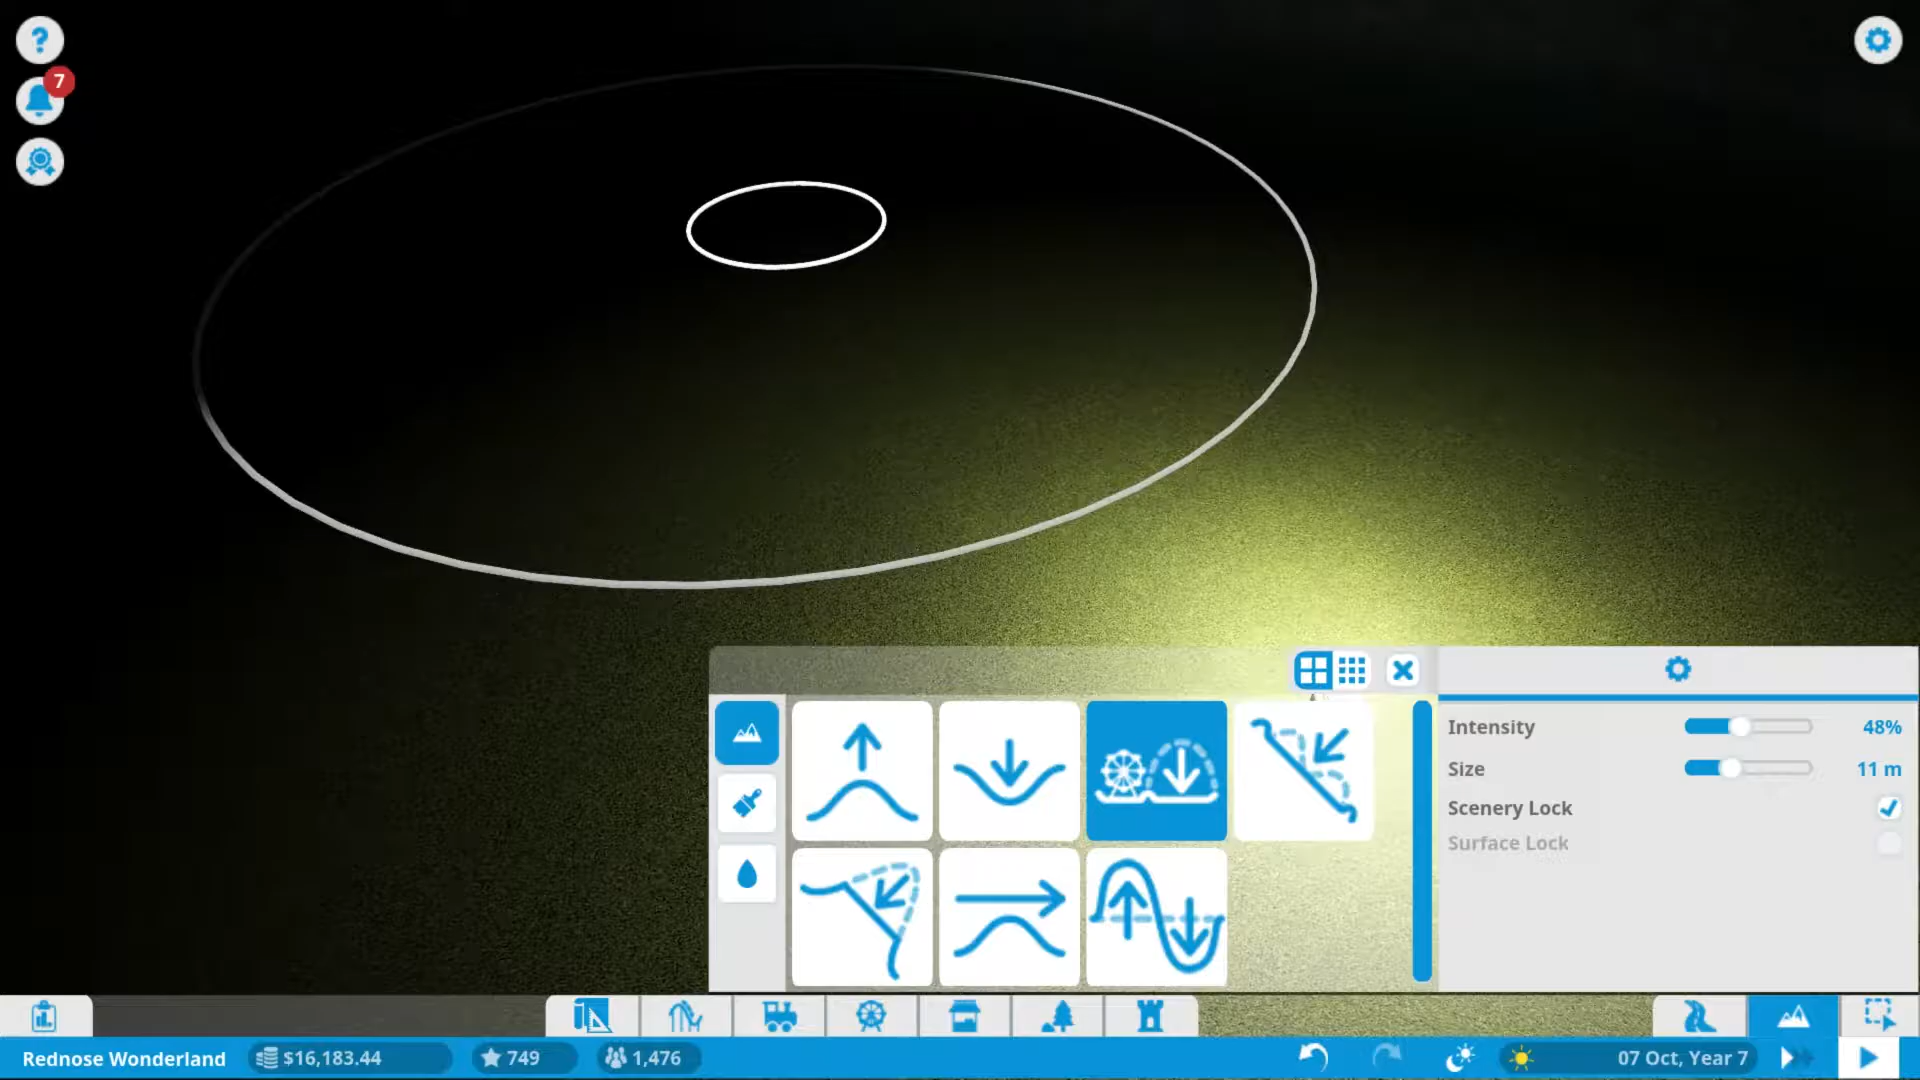 ?
7
Intensity 48%
Size 11 m
Scenery Lock
Surface Lock
Rednose Wonderland $16,183.44 749 1,476 07 Oct, Year 7